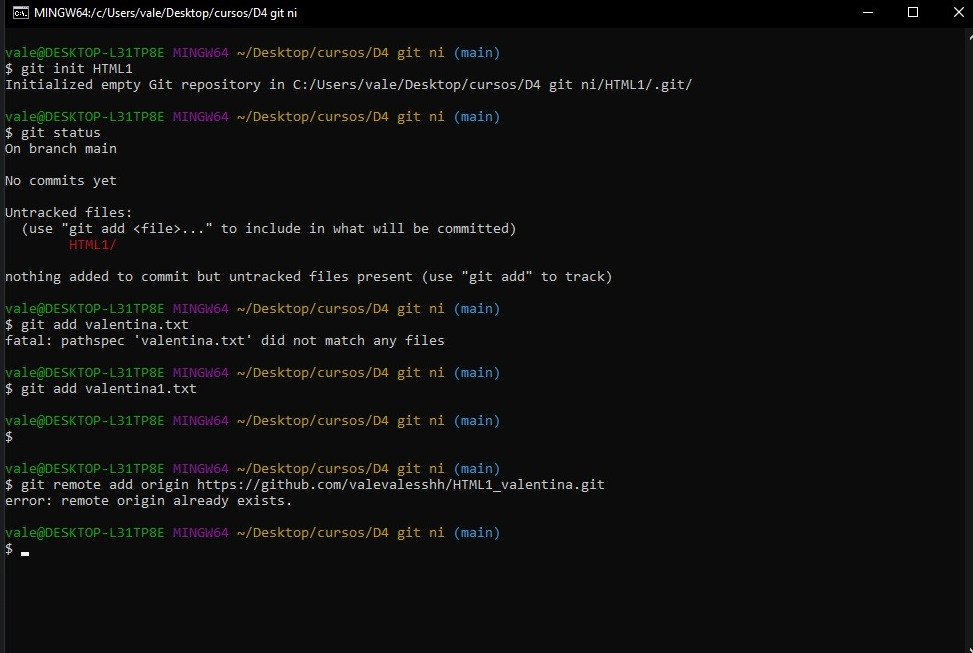 MINGW64:/c/Users/vale/Desktop/cursos/D4 git ni
vale@DESKTOP-L31TP8E MINGW64 ~/Desktop/cursos/D4 git ni (main)
$ git init HTML1
Initialized empty Git repository in C:/Users/vale/Desktop/cursos/D4 git ni/HTML1/.git/
vale@DESKTOP-L31TP8E MINGW64 ~/Desktop/cursos/D4 git ni (main)
$ git status
On branch main
No commits yet
Untracked files:
  (use "git add <file>..." to include in what will be committed)
        HTML1/
nothing added to commit but untracked files present (use "git add" to track)
vale@DESKTOP-L31TP8E MINGW64 ~/Desktop/cursos/D4 git ni (main)
$ git add valentina.txt
fatal: pathspec 'valentina.txt' did not match any files
vale@DESKTOP-L31TP8E MINGW64 ~/Desktop/cursos/D4 git ni (main)
$ git add valentina1.txt
vale@DESKTOP-L31TP8E MINGW64 ~/Desktop/cursos/D4 git ni (main)
$
vale@DESKTOP-L31TP8E MINGW64 ~/Desktop/cursos/D4 git ni (main)
$ git remote add origin https://github.com/valevalesshh/HTML1_valentina.git
error: remote origin already exists.
vale@DESKTOP-L31TP8E MINGW64 ~/Desktop/cursos/D4 git ni (main)
$